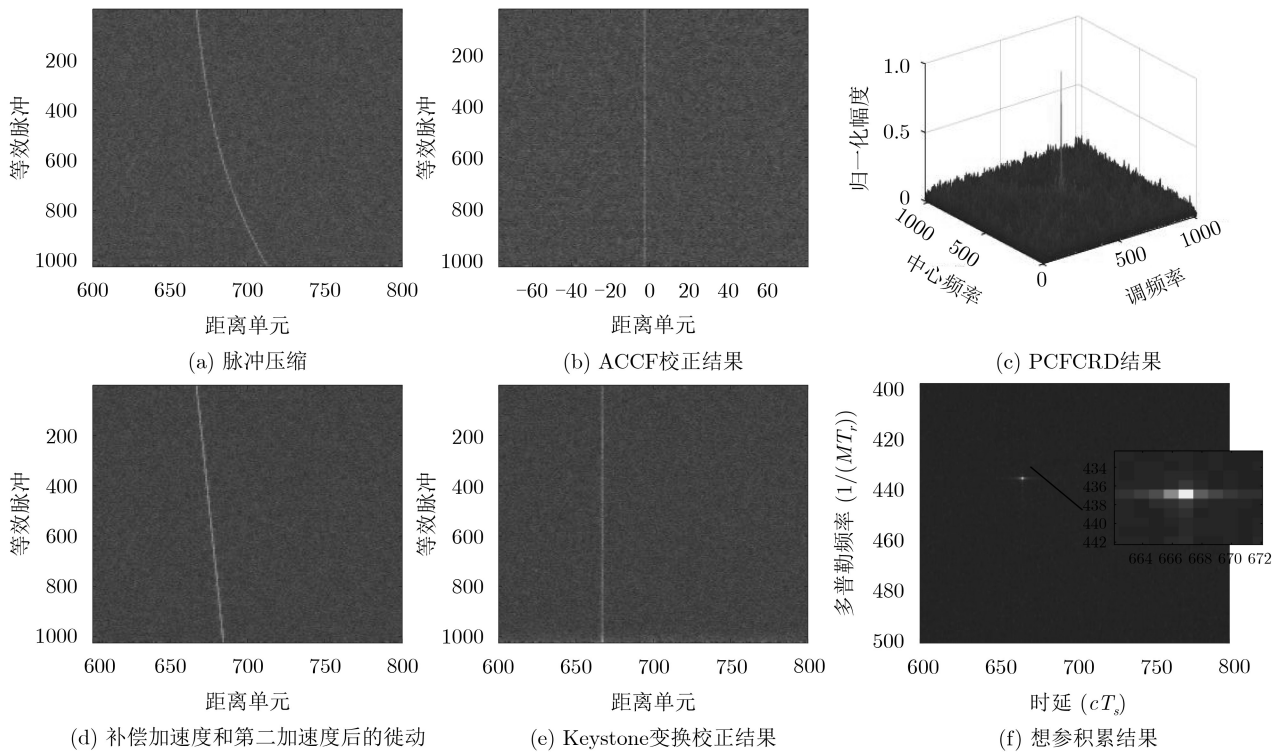 等效脉冲
200
400
600
800
1000
600 650 700 750 800
距离单元
(a) 脉冲压缩
等效脉冲
200
400
600
800
1000
−60 −40 −20 0 20 40 60
距离单元
(b) ACCF校正结果
归一化幅度
1.0
0.5
0
1000
500
0
500
1000
中心频率
调频率
(c) PCFCRD结果
等效脉冲
200
400
600
800
1000
600 650 700 750 800
距离单元
(d) 补偿加速度和第二加速度后的徙动
等效脉冲
200
400
600
800
1000
600 650 700 750 800
距离单元
(e) Keystone变换校正结果
多普勒频率 (1/(MTr))
400
420
440
460
480
500
434
436
438
440
442
664 666 668 670 672
600 650 700 750 800
时延 (cTs)
(f) 想参积累结果